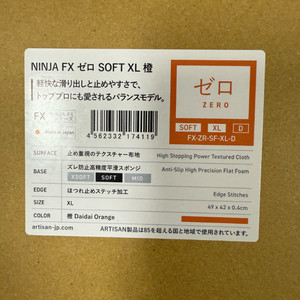 NINJA FX ゼロ SOFT XL 橙
軽快な滑り出しと止めやすさで、
トッププロにも愛されるバランスモデル。
FX
Made in JAPAN
4 562332 174119
ゼロ
ZERO
SOFT XL D
FX-ZR-SF-XL-D
SURFACE 止め重視のテクスチャー布地 High Stopping Power Textured Cloth
BASE ズレ防止高精度平滑スポンジ Anti-Slip High Precision Flat Foam
XSOFT SOFT MID
EDGE ほつれ止めステッチ加工 Edge Stitches
SIZE XL 49 x 42 x 0.4cm
COLOR 橙 Daidai Orange
artisan-jp.com ARTISAN製品は85を超える国と地域で使用されています。